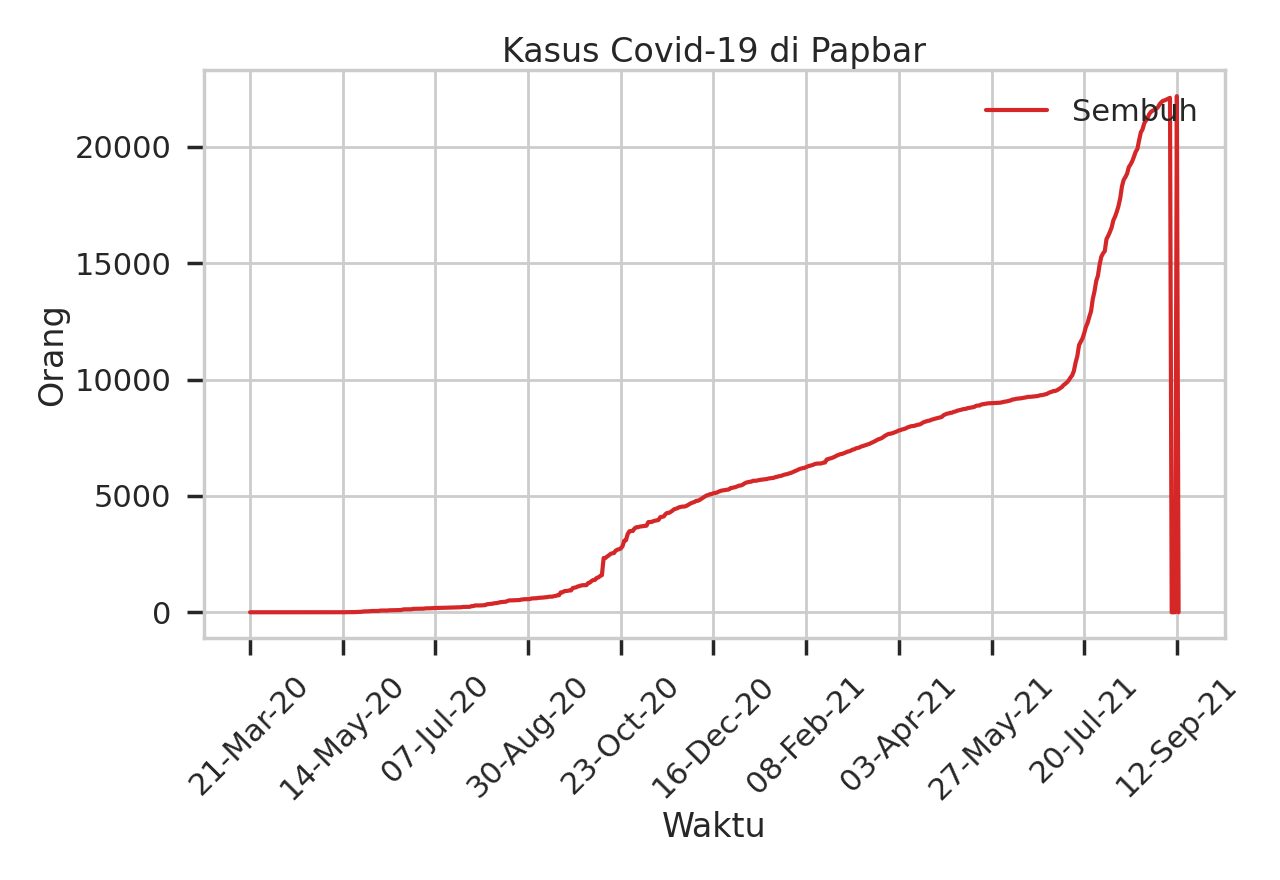 Kasus Covid-19 di Papbar
Sembuh
Orang
20000
15000
10000
5000
0
21-Mar-20
14-May-20
07-Jul-20
30-Aug-20
23-Oct-20
16-Dec-20
08-Feb-21
03-Apr-21
27-May-21
20-Jul-21
12-Sep-21
Waktu